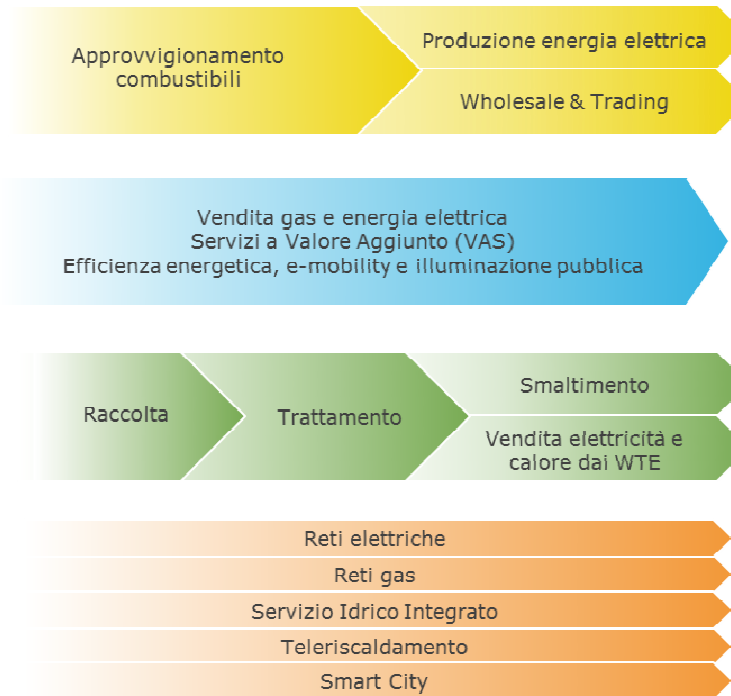 Approvvigionamento
combustibili
Produzione energia elettrica
Wholesale & Trading
Vendita gas e energia elettrica
Servizi a Valore Aggiunto (VAS)
Efficienza energetica, e-mobility e illuminazione pubblica
Raccolta
Trattamento
Smaltimento
Vendita elettricità e
calore dai WTE
Reti elettriche
Reti gas
Servizio Idrico Integrato
Teleriscaldamento
Smart City